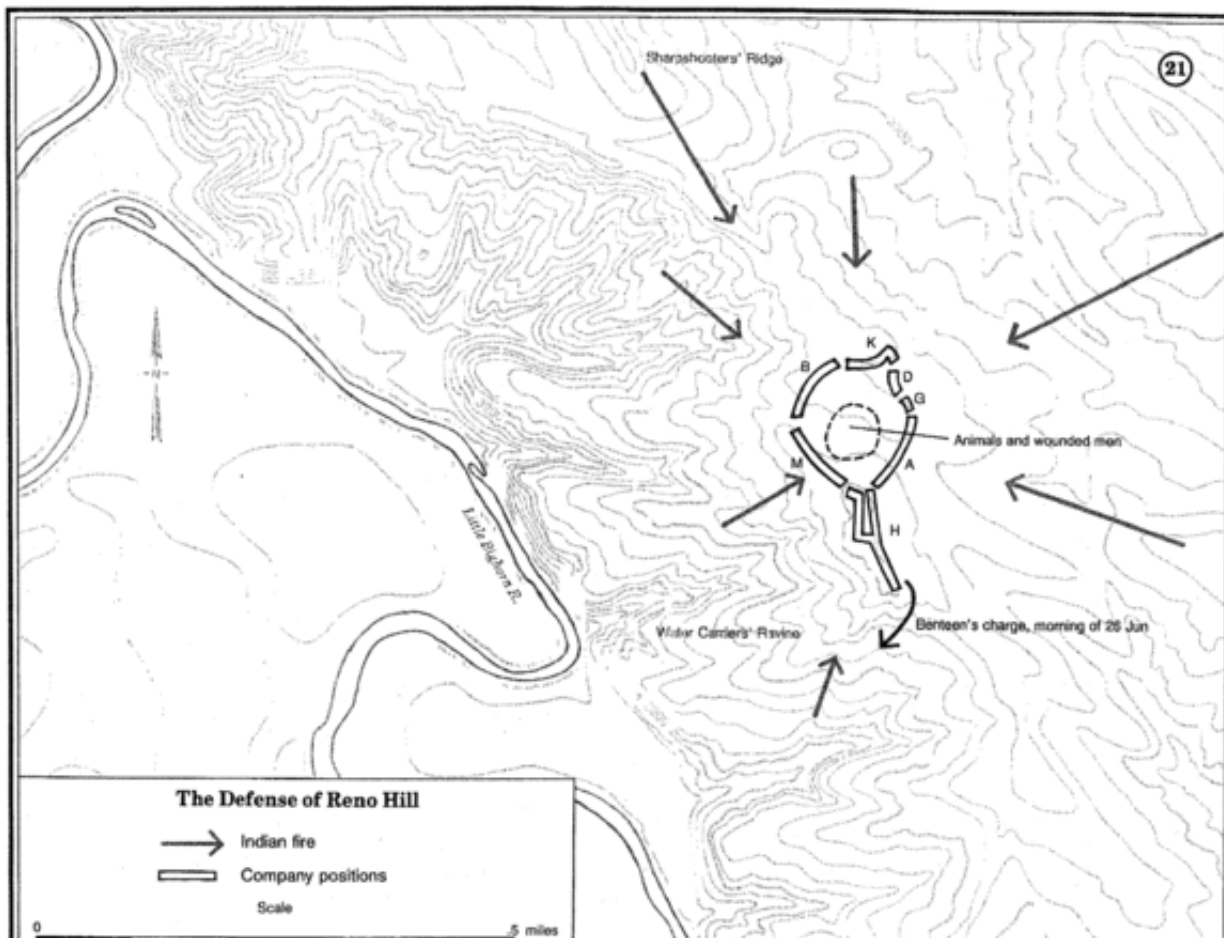 21
Sharpshooters' Ridge
K
B
D
G
Animals and wounded men
M
A
H
Little Bighorn R.
N
Water Carriers' Ravine
Benteen's charge, morning of 26 Jun
The Defense of Reno Hill
Indian fire
Company positions
Scale
0 .5 miles